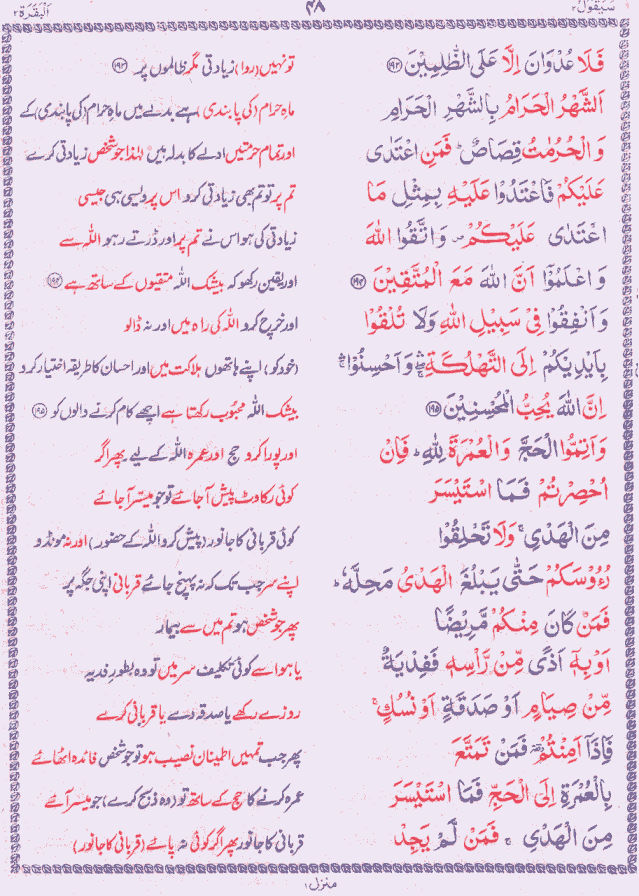 سیقول ۲ ۴۸ البقرة ۲
فَلَا عُدْوَانَ اِلَّا عَلَى الظّٰلِمِیْنَ ۝۱۹۳ تو نہیں (روا) زیادتی مگر ظالموں پر ۝۱۹۳
اَلشَّهْرُ الْحَرَامُ بِالشَّهْرِ الْحَرَامِ ماہِ حرام (کی پابندی) ہے بدلے میں ماہِ حرام (کی پابندی) کے
وَ الْحُرُمٰتُ قِصَاصٌ ؕ فَمَنِ اعْتَدٰی اور تمام حرمتیں ادلے کا بدلہ ہیں لہٰذا جو شخص زیادتی کرے
عَلَیْكُمْ فَاعْتَدُوْا عَلَیْهِ بِمِثْلِ مَا تم پر تو تم بھی زیادتی کرو اس پر ویسی ہی جیسی
اعْتَدٰی عَلَیْكُمْ ۪ وَ اتَّقُوا اللّٰهَ زیادتی کی ہو اس نے تم پر اور ڈرتے رہو اللہ سے
وَ اعْلَمُوْۤا اَنَّ اللّٰهَ مَعَ الْمُتَّقِیْنَ ۝۱۹۴ اور یقین رکھو کہ بیشک اللہ متقیوں کے ساتھ ہے ۝۱۹۴
وَ اَنْفِقُوْا فِیْ سَبِیْلِ اللّٰهِ وَلَا تُلْقُوْا اور خرچ کرو اللہ کی راہ میں اور نہ ڈالو
بِاَیْدِیْكُمْ اِلَی التَّهْلُكَةِ ۛۚ وَ اَحْسِنُوْا ۛۚ (خود کو) اپنے ہاتھوں ہلاکت میں اور احسان کا طریقہ اختیار کرو
اِنَّ اللّٰهَ یُحِبُّ الْمُحْسِنِیْنَ ۝۱۹۵ بیشک اللہ محبوب رکھتا ہے اچھے کام کرنے والوں کو ۝۱۹۵
وَ اَتِمُّوا الْحَجَّ وَ الْعُمْرَةَ لِلّٰهِ ؕ فَاِنْ اور پورا کرو حج اور عمرہ اللہ کے لیے پھر اگر
اُحْصِرْتُمْ فَمَا اسْتَیْسَرَ کوئی رکاوٹ پیش آجائے تو جو میسّر آجائے
مِنَ الْهَدْیِ ۚ وَلَا تَحْلِقُوْا کوئی قربانی کا جانور (پیش کرو اللہ کے حضور) اور نہ مونڈو
رُءُوْسَكُمْ حَتّٰی یَبْلُغَ الْهَدْیُ مَحِلَّهٗ ؕ اپنے سر جب تک کہ نہ پہنچ جائے قربانی اپنی جگہ پر
فَمَنْ كَانَ مِنْكُمْ مَّرِیْضًا پھر جو شخص ہو تم میں سے بیمار
اَوْ بِهٖۤ اَذًی مِّنْ رَّاْسِهٖ فَفِدْیَةٌ یا ہو اسے کوئی تکلیف سر میں تو وہ بطورِ فدیہ
مِّنْ صِیَامٍ اَوْ صَدَقَةٍ اَوْ نُسُكٍ ۚ روزے رکھے یا صدقہ دے یا قربانی کرے
فَاِذَاۤ اَمِنْتُمْ ۥ فَمَنْ تَمَتَّعَ پھر جب تمہیں اطمینان نصیب ہو تو جو شخص فائدہ اٹھائے
بِالْعُمْرَةِ اِلَی الْحَجِّ فَمَا اسْتَیْسَرَ عمرہ کرنے کا حج کے ساتھ تو (وہ ذبح کرے) جو میسر آئے
مِنَ الْهَدْیِ ۚ فَمَنْ لَّمْ یَجِدْ قربانی کا جانور پھر اگر کوئی نہ پائے (قربانی کا جانور)
منزل ۱